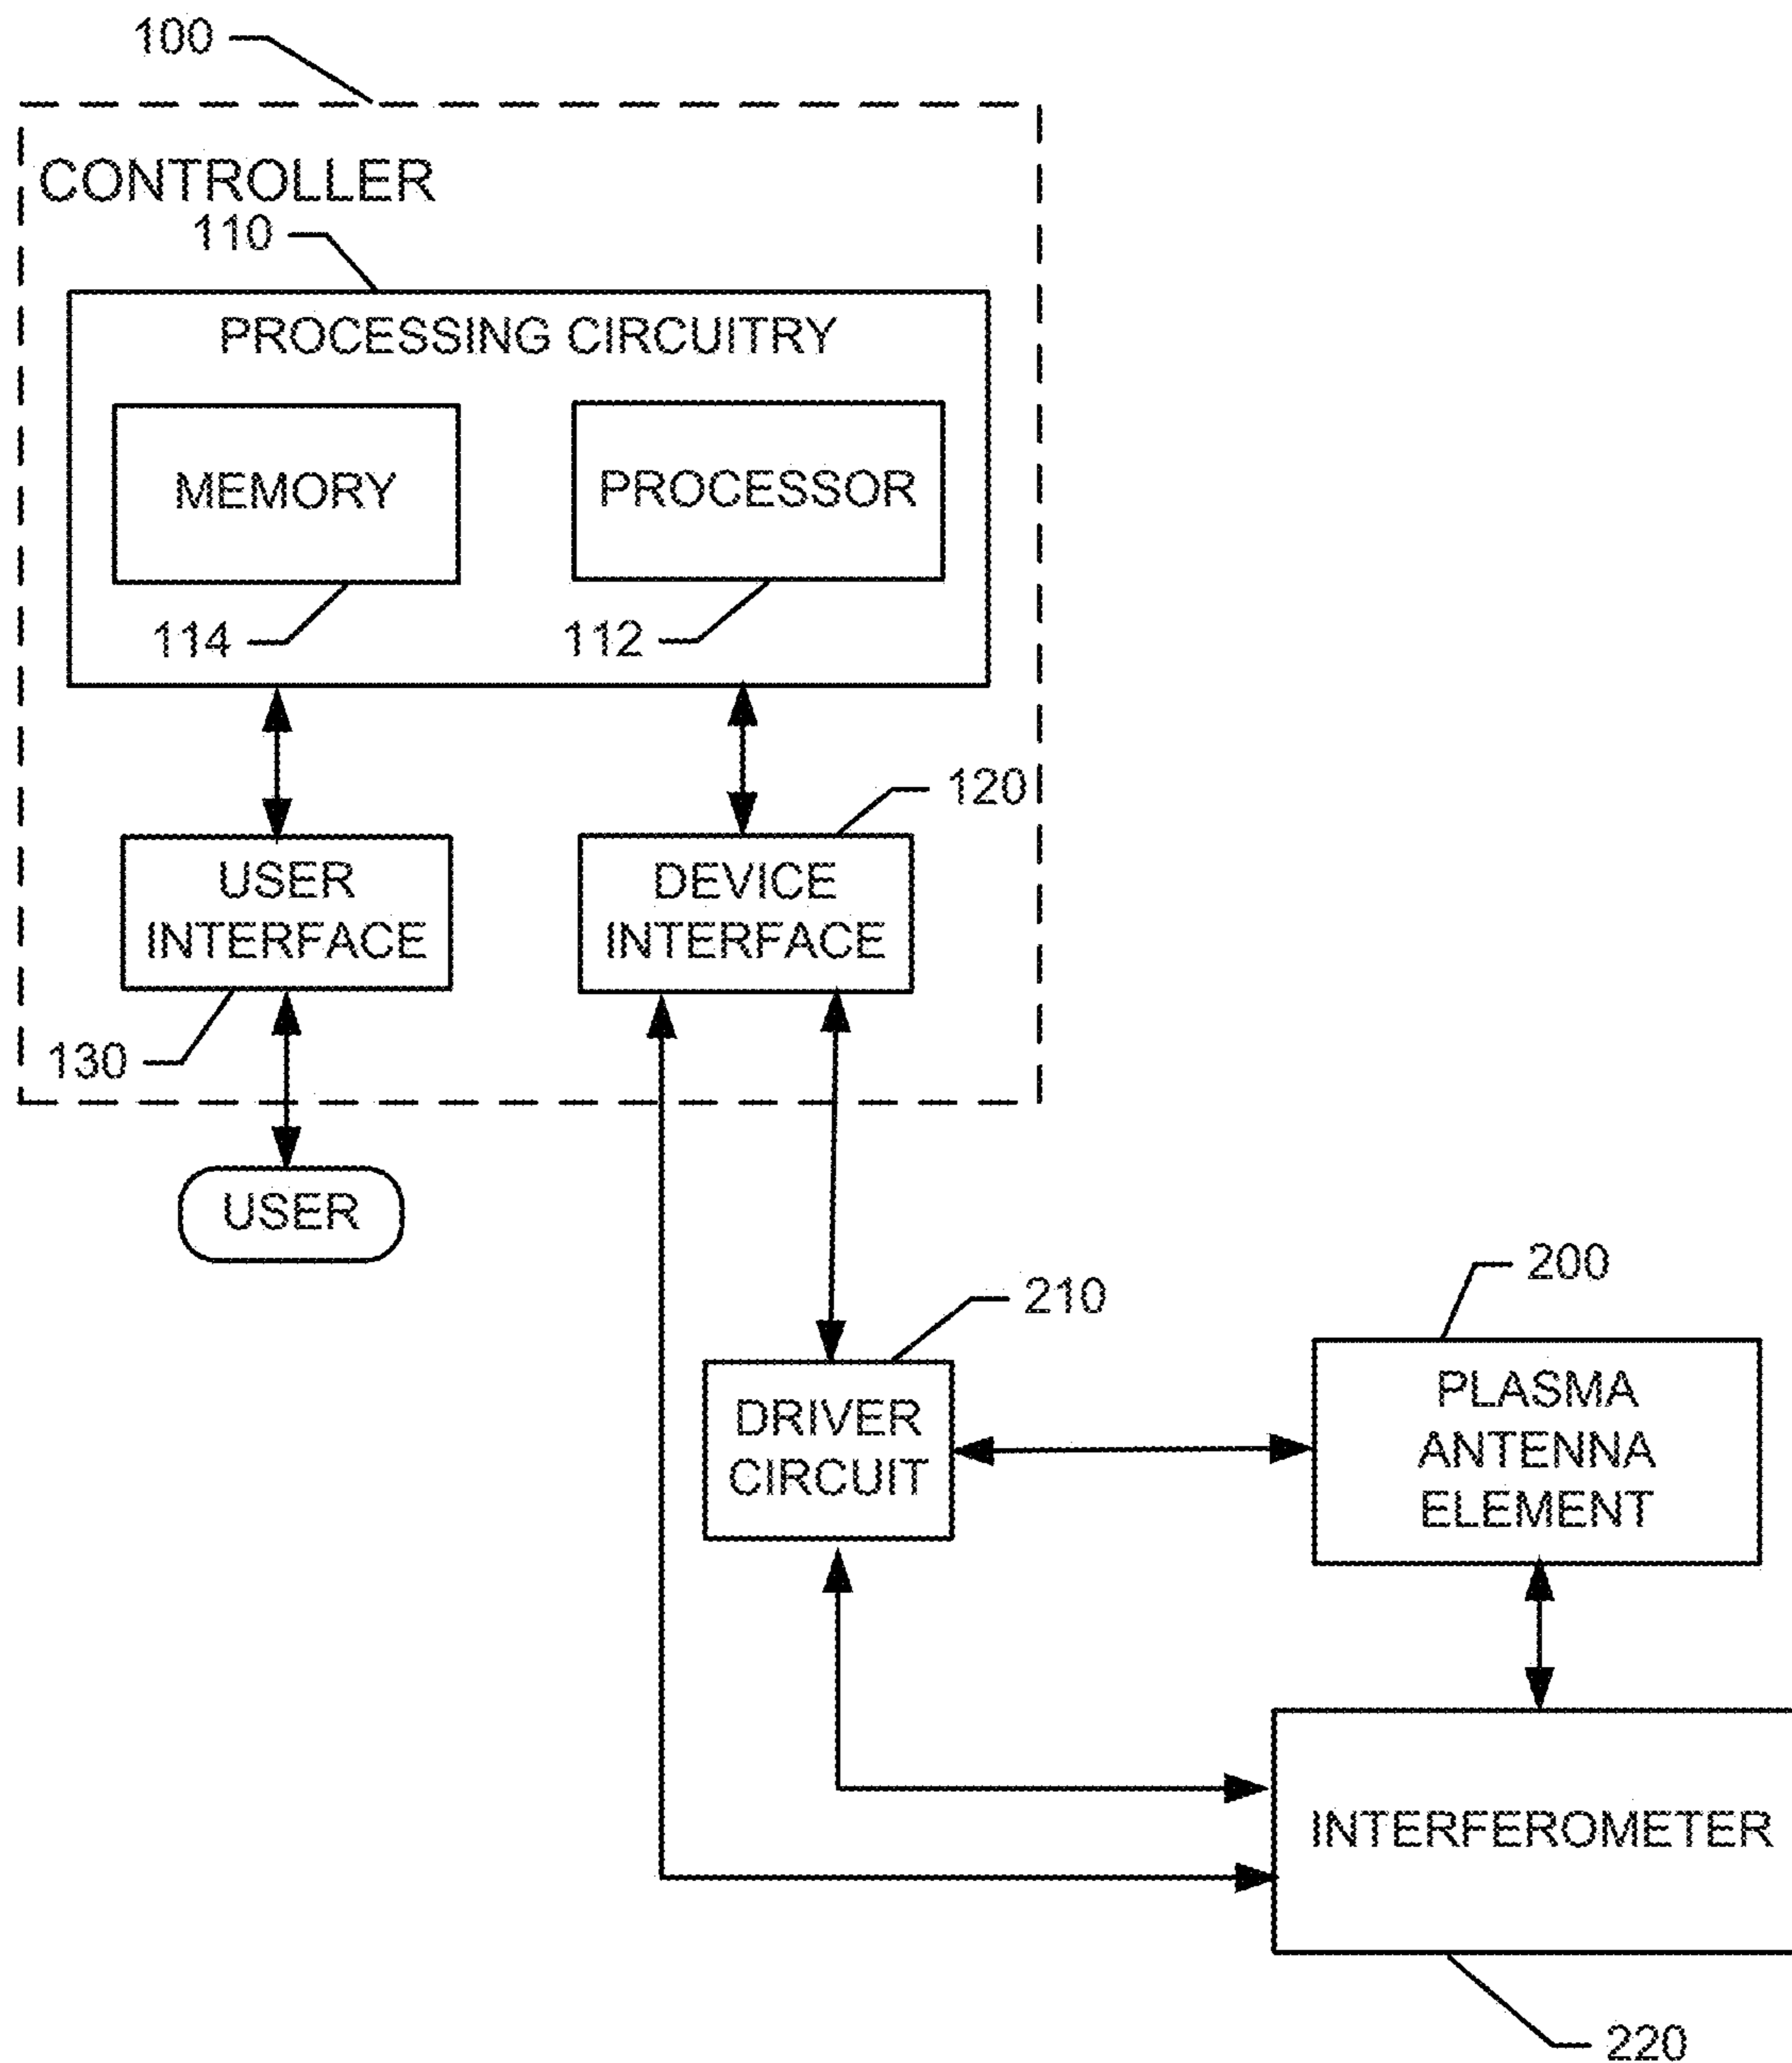 100
CONTROLLER
110
PROCESSING CIRCUITRY
MEMORY
PROCESSOR
114
112
120
USER
INTERFACE
DEVICE
INTERFACE
130
USER
200
210
DRIVER
CIRCUIT
PLASMA
ANTENNA
ELEMENT
INTERFEROMETER
220